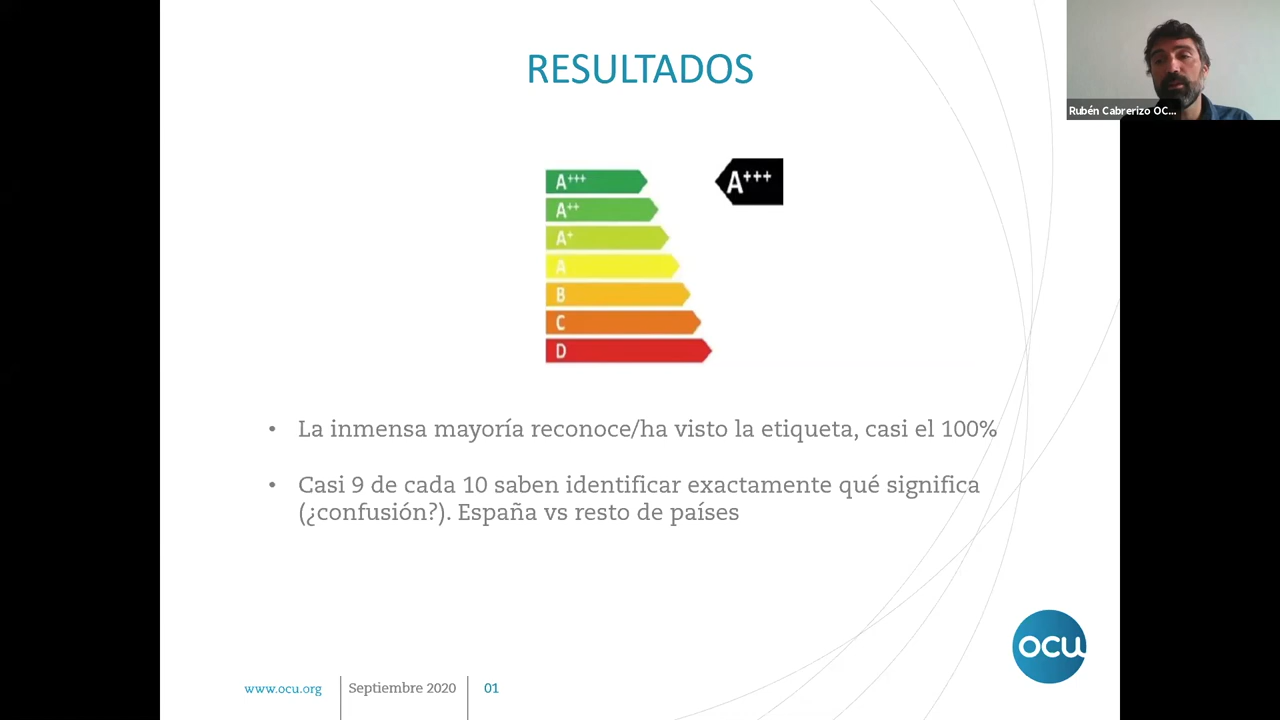 RESULTADOS
Rubén Cabrerizo OC...
A+++
A+++
A++
A+
A
B
C
D
• La inmensa mayoría reconoce/ha visto la etiqueta, casi el 100%
• Casi 9 de cada 10 saben identificar exactamente qué significa
(¿confusión?). España vs resto de países
ocu
www.ocu.org
Septiembre 2020
01